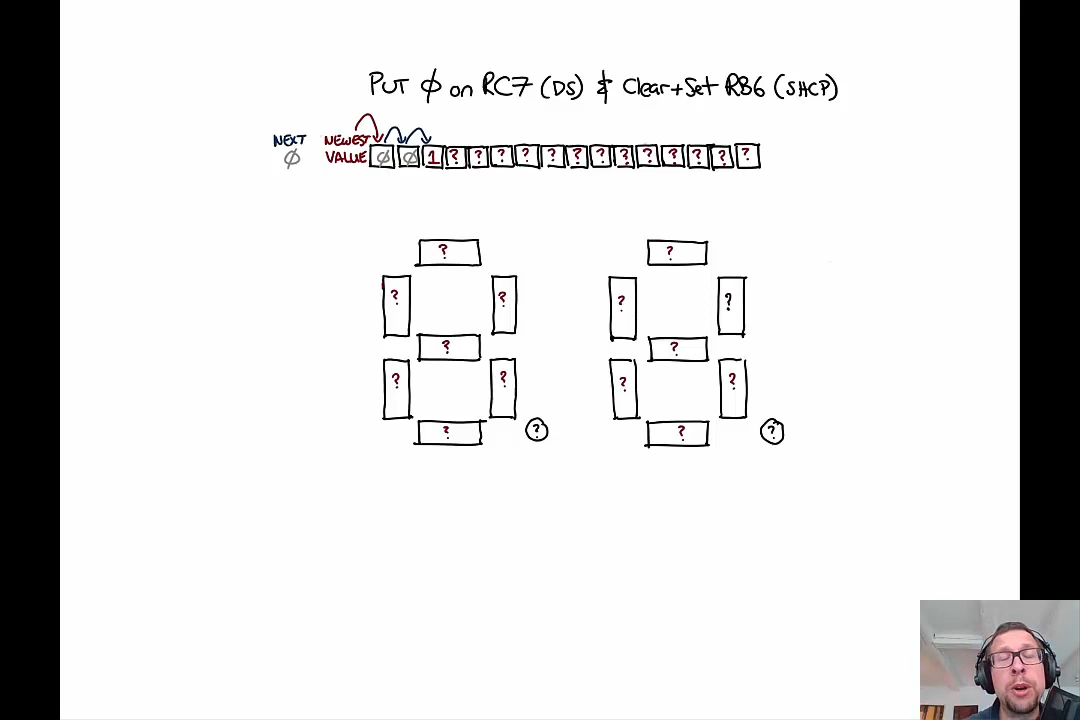 PUT ϕ on RC7 (DS) & Clear+Set RB6 (SHCP)
NEXT NEWEST
ϕ VALUE ϕ ϕ 1 ? ? ? ? ? ? ? ? ? ? ? ? ?
? ?
? ? ? ?
? ?
? ? ? ?
? ? ? ?